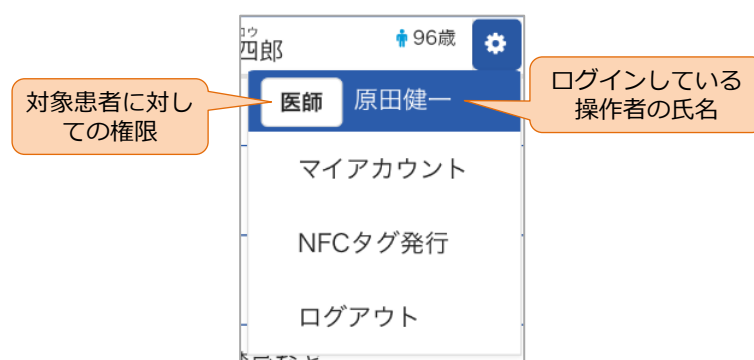 四郎
96歳
医師 原田健一
対象患者に対し
ての権限
ログインしている
操作者の氏名
マイアカウント
NFCタグ発行
ログアウト